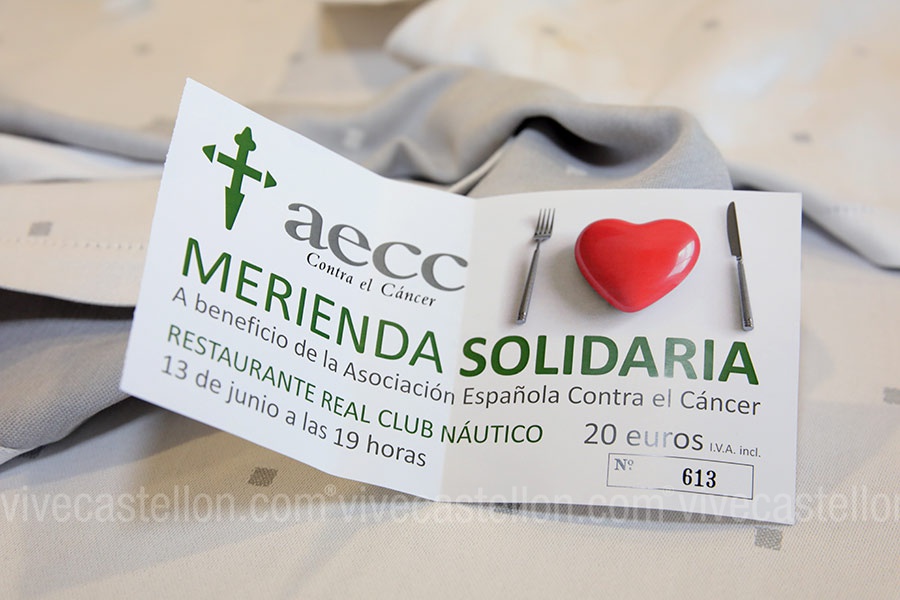 aecc
Contra el Cáncer
MERIENDA SOLIDARIA
A beneficio de la Asociación Española Contra el Cáncer
RESTAURANTE REAL CLUB NÁUTICO
13 de junio a las 19 horas
20 euros I.V.A. incl.
Nº 613
vivecastellon.com® vivecastellon.com® vivecastellon